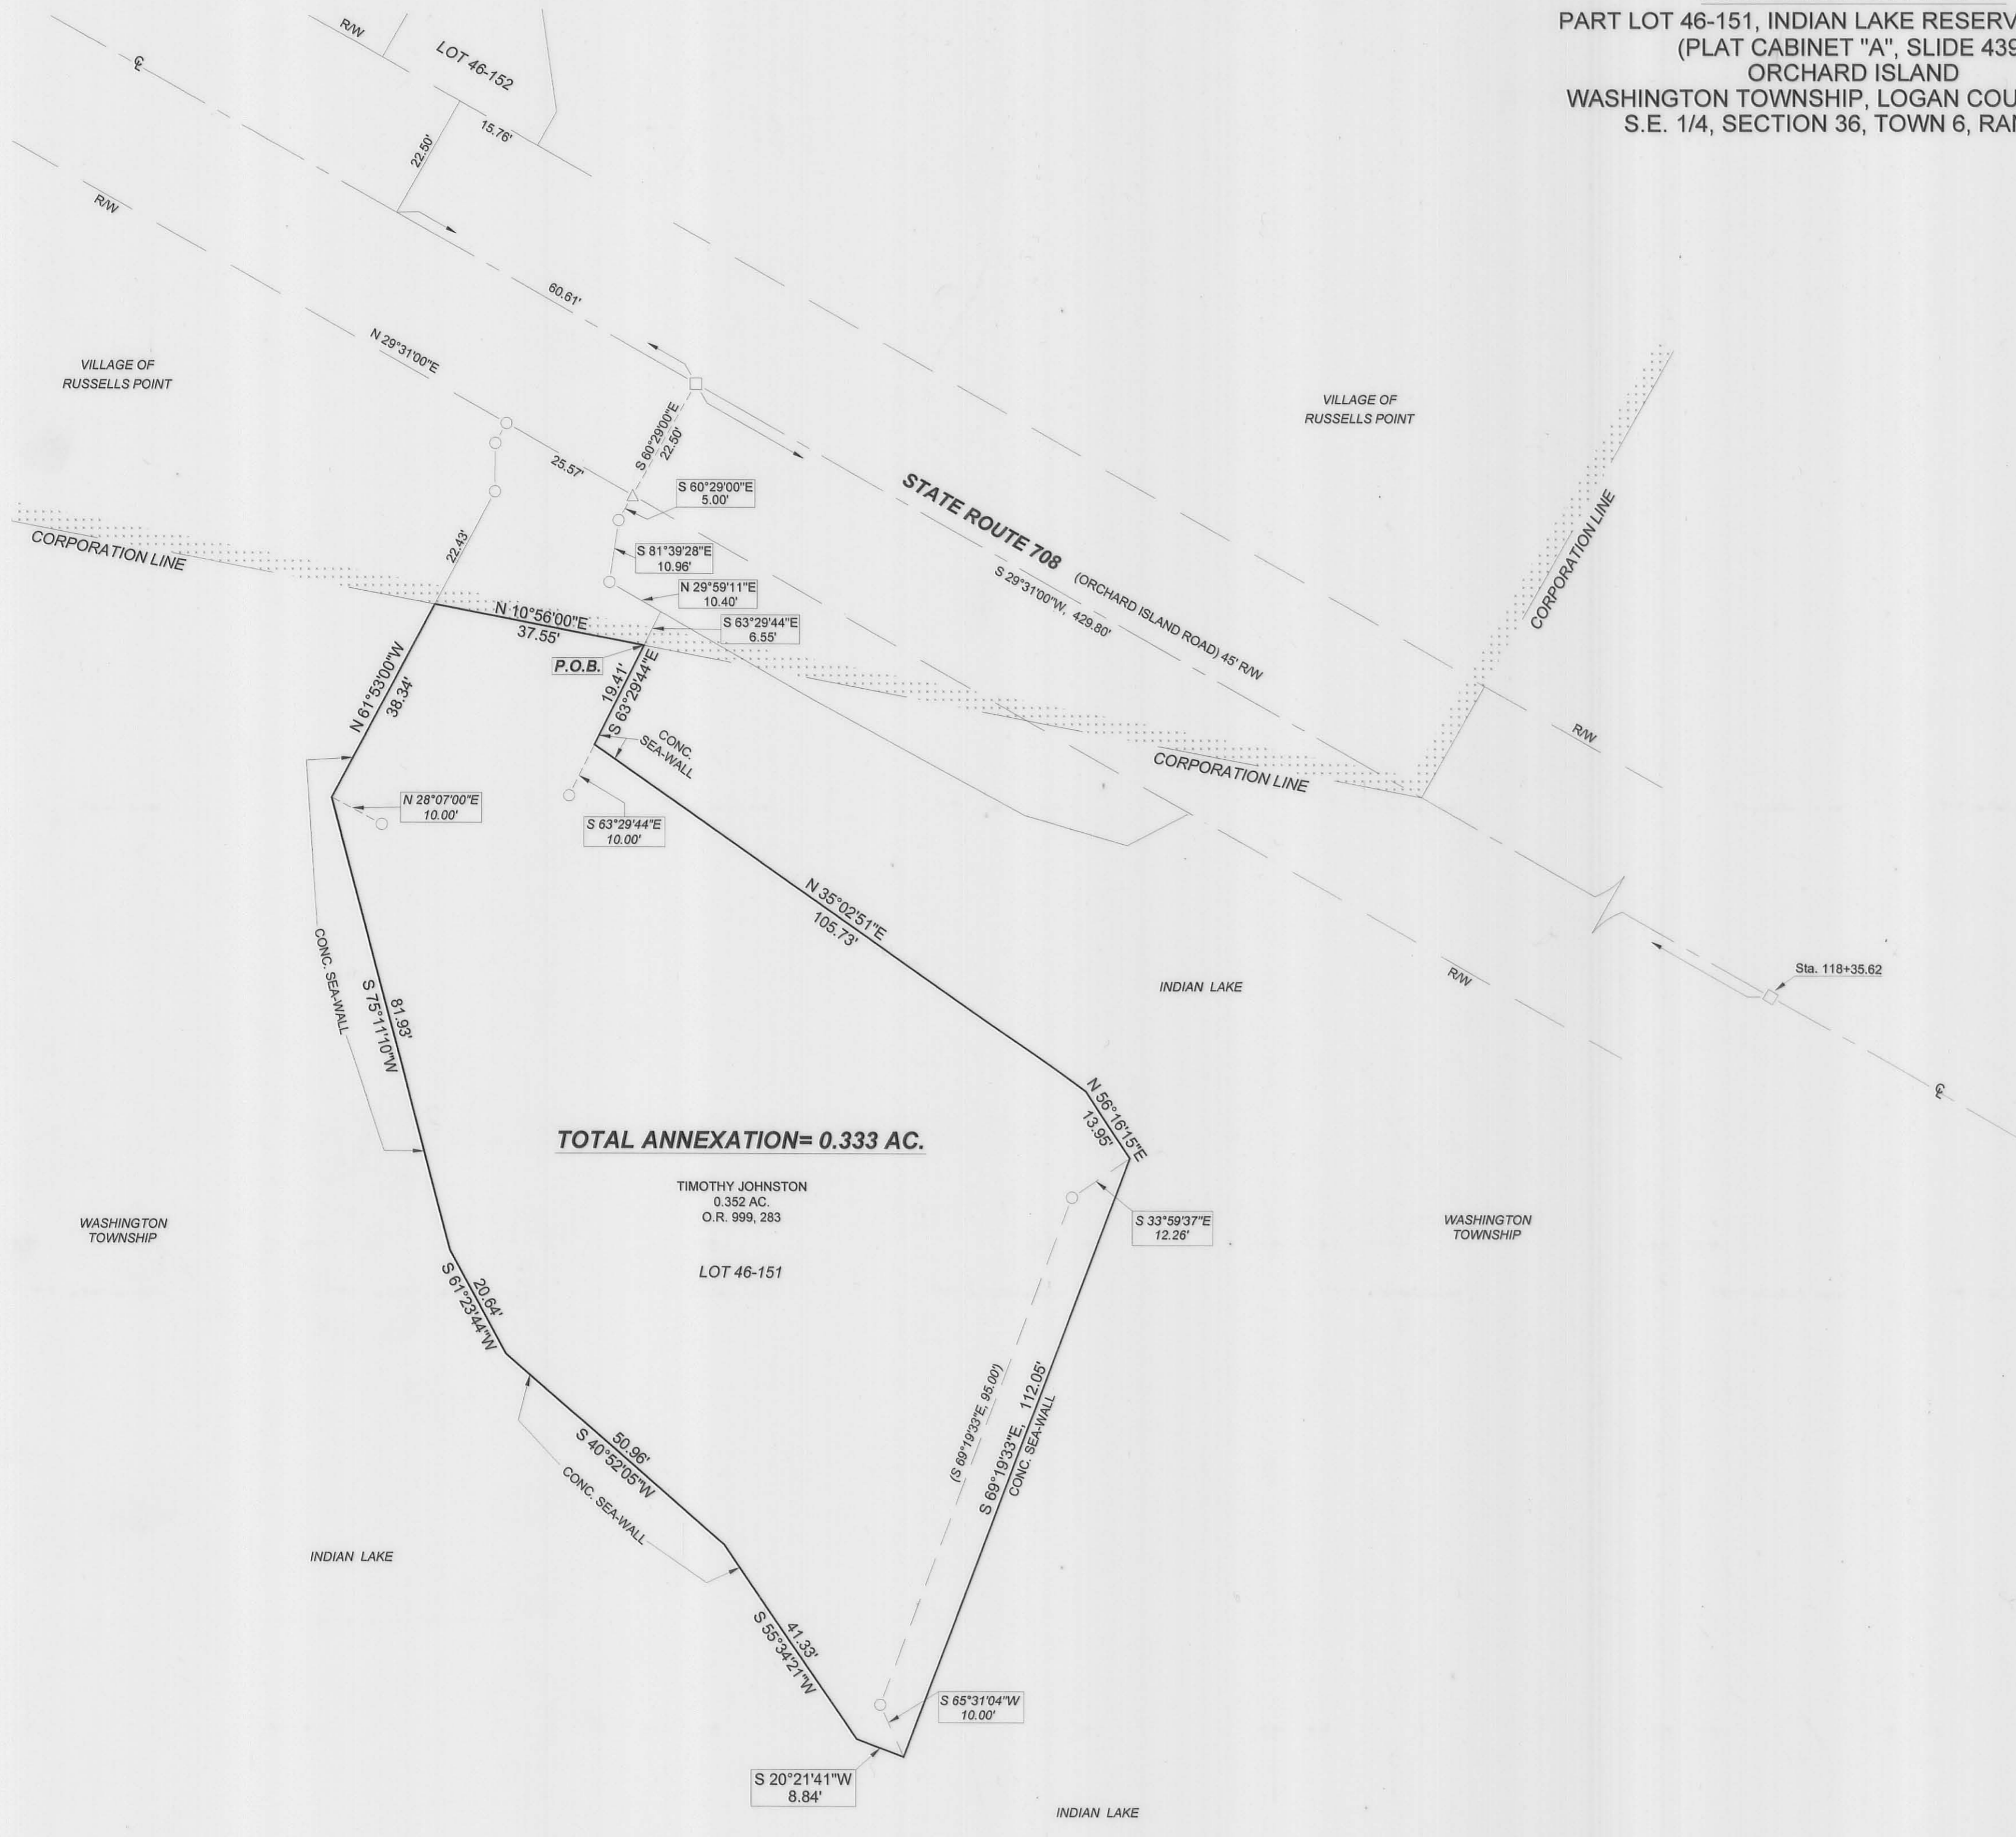 PART LOT 46-151, INDIAN LAKE RESERV
(PLAT CABINET "A", SLIDE 439
ORCHARD ISLAND
WASHINGTON TOWNSHIP, LOGAN COU
S.E. 1/4, SECTION 36, TOWN 6, RA
R/W
LOT 46-152
15.76'
22.50'
R/W
60.61'
N 29°31'00"E
VILLAGE OF
RUSSELLS POINT
VILLAGE OF
RUSSELLS POINT
S 60°29'00"E
22.50'
25.57'
S 60°29'00"E
5.00'
STATE ROUTE 708
(ORCHARD ISLAND ROAD) 45' R/W
S 29°31'00"W, 429.80'
CORPORATION LINE
CORPORATION LINE
22.43'
S 81°39'28"E
10.96'
N 29°59'11"E
10.40'
S 63°29'44"E
6.55'
N 10°56'00"E
37.55'
P.O.B.
N 61°53'00"W
38.34'
19.41'
S 63°29'44"E
CONC.
SEA-WALL
R/W
CORPORATION LINE
N 28°07'00"E
10.00'
S 63°29'44"E
10.00'
N 35°02'51"E
105.73'
CONC. SEA-WALL
81.93'
S 75°11'10"W
INDIAN LAKE
R/W
Sta. 118+35.62
N 56°16'15"E
13.95'
TOTAL ANNEXATION= 0.333 AC.
TIMOTHY JOHNSTON
0.352 AC.
O.R. 999, 283
LOT 46-151
S 33°59'37"E
12.26'
WASHINGTON
TOWNSHIP
WASHINGTON
TOWNSHIP
20.64'
S 61°23'44"W
(S 69°19'33"E, 95.00')
S 69°19'33"E, 112.05'
CONC. SEA-WALL
50.96'
S 40°52'05"W
CONC. SEA-WALL
INDIAN LAKE
41.33'
S 55°34'21"W
S 65°31'04"W
10.00'
S 20°21'41"W
8.84'
INDIAN LAKE